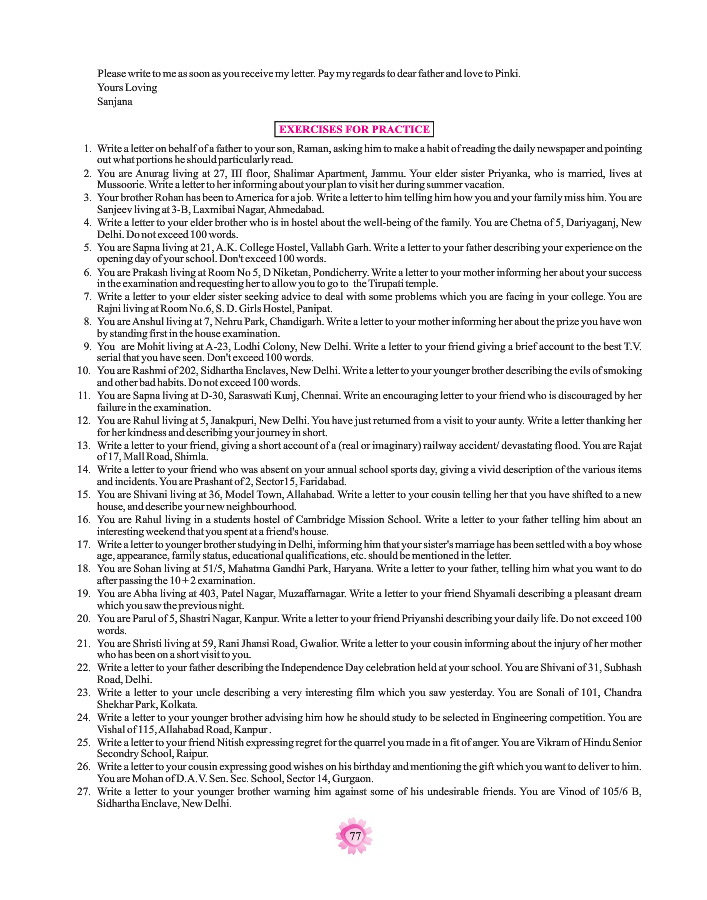 Please write to me as soon as you receive my letter. Pay my regards to dear father and love to Pinki.
Yours Loving
Sanjana
EXERCISES FOR PRACTICE
1. Write a letter on behalf of a father to your son, Raman, asking him to make a habit of reading the daily newspaper and pointing
out what portions he should particularly read.
2. You are Anurag living at 27, III floor, Shalimar Apartment, Jammu. Your elder sister Priyanka, who is married, lives at
Mussoorie. Write a letter to her informing about your plan to visit her during summer vacation.
3. Your brother Rohan has been to America for a job. Write a letter to him telling him how you and your family miss him. You are
Sanjeev living at 3-B, Laxmibai Nagar, Ahmedabad.
4. Write a letter to your elder brother who is in hostel about the well-being of the family. You are Chetna of 5, Dariyaganj, New
Delhi. Do not exceed 100 words.
5. You are Sapna living at 21, A.K. College Hostel, Vallabh Garh. Write a letter to your father describing your experience on the
opening day of your school. Don't exceed 100 words.
6. You are Prakash living at Room No 5, D Niketan, Pondicherry. Write a letter to your mother informing her about your success
in the examination and requesting her to allow you to go to the Tirupati temple.
7. Write a letter to your elder sister seeking advice to deal with some problems which you are facing in your college. You are
Rajni living at Room No.6, S. D. Girls Hostel, Panipat.
8. You are Anshul living at 7, Nehru Park, Chandigarh. Write a letter to your mother informing her about the prize you have won
by standing first in the house examination.
9. You are Mohit living at A-23, Lodhi Colony, New Delhi. Write a letter to your friend giving a brief account to the best T.V.
serial that you have seen. Don't exceed 100 words.
10. You are Rashmi of 202, Sidhartha Enclaves, New Delhi. Write a letter to your younger brother describing the evils of smoking
and other bad habits. Do not exceed 100 words.
11. You are Sapna living at D-30, Saraswati Kunj, Chennai. Write an encouraging letter to your friend who is discouraged by her
failure in the examination.
12. You are Rahul living at 5, Janakpuri, New Delhi. You have just returned from a visit to your aunty. Write a letter thanking her
for her kindness and describing your journey in short.
13. Write a letter to your friend, giving a short account of a (real or imaginary) railway accident/ devastating flood. You are Rajat
of 17, Mall Road, Shimla.
14. Write a letter to your friend who was absent on your annual school sports day, giving a vivid description of the various items
and incidents. You are Prashant of 2, Sector15, Faridabad.
15. You are Shivani living at 36, Model Town, Allahabad. Write a letter to your cousin telling her that you have shifted to a new
house, and describe your new neighbourhood.
16. You are Rahul living in a students hostel of Cambridge Mission School. Write a letter to your father telling him about an
interesting weekend that you spent at a friend's house.
17. Write a letter to younger brother studying in Delhi, informing him that your sister's marriage has been settled with a boy whose
age, appearance, family status, educational qualifications, etc. should be mentioned in the letter.
18. You are Sohan living at 51/5, Mahatma Gandhi Park, Haryana. Write a letter to your father, telling him what you want to do
after passing the 10+2 examination.
19. You are Abha living at 403, Patel Nagar, Muzaffarnagar. Write a letter to your friend Shyamali describing a pleasant dream
which you saw the previous night.
20. You are Parul of 5, Shastri Nagar, Kanpur. Write a letter to your friend Priyanshi describing your daily life. Do not exceed 100
words.
21. You are Shristi living at 59, Rani Jhansi Road, Gwalior. Write a letter to your cousin informing about the injury of her mother
who has been on a short visit to you.
22. Write a letter to your father describing the Independence Day celebration held at your school. You are Shivani of 31, Subhash
Road, Delhi.
23. Write a letter to your uncle describing a very interesting film which you saw yesterday. You are Sonali of 101, Chandra
Shekhar Park, Kolkata.
24. Write a letter to your younger brother advising him how he should study to be selected in Engineering competition. You are
Vishal of 115, Allahabad Road, Kanpur .
25. Write a letter to your friend Nitish expressing regret for the quarrel you made in a fit of anger. You are Vikram of Hindu Senior
Secondry School, Raipur.
26. Write a letter to your cousin expressing good wishes on his birthday and mentioning the gift which you want to deliver to him.
You are Mohan of D.A.V. Sen. Sec. School, Sector 14, Gurgaon.
27. Write a letter to your younger brother warning him against some of his undesirable friends. You are Vinod of 105/6 B,
Sidhartha Enclave, New Delhi.
77